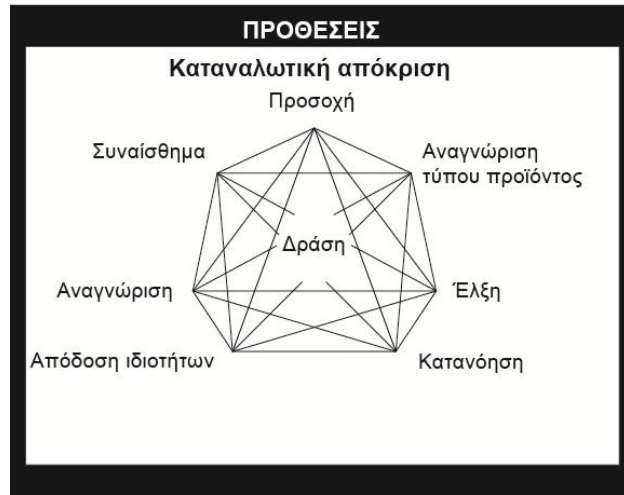 ΠΡΟΘΕΣΕΙΣ
Καταναλωτική απόκριση
Προσοχή
Συναίσθημα
Αναγνώριση
τύπου προϊόντος
Δράση
Αναγνώριση
Έλξη
Απόδοση ιδιοτήτων
Κατανόηση